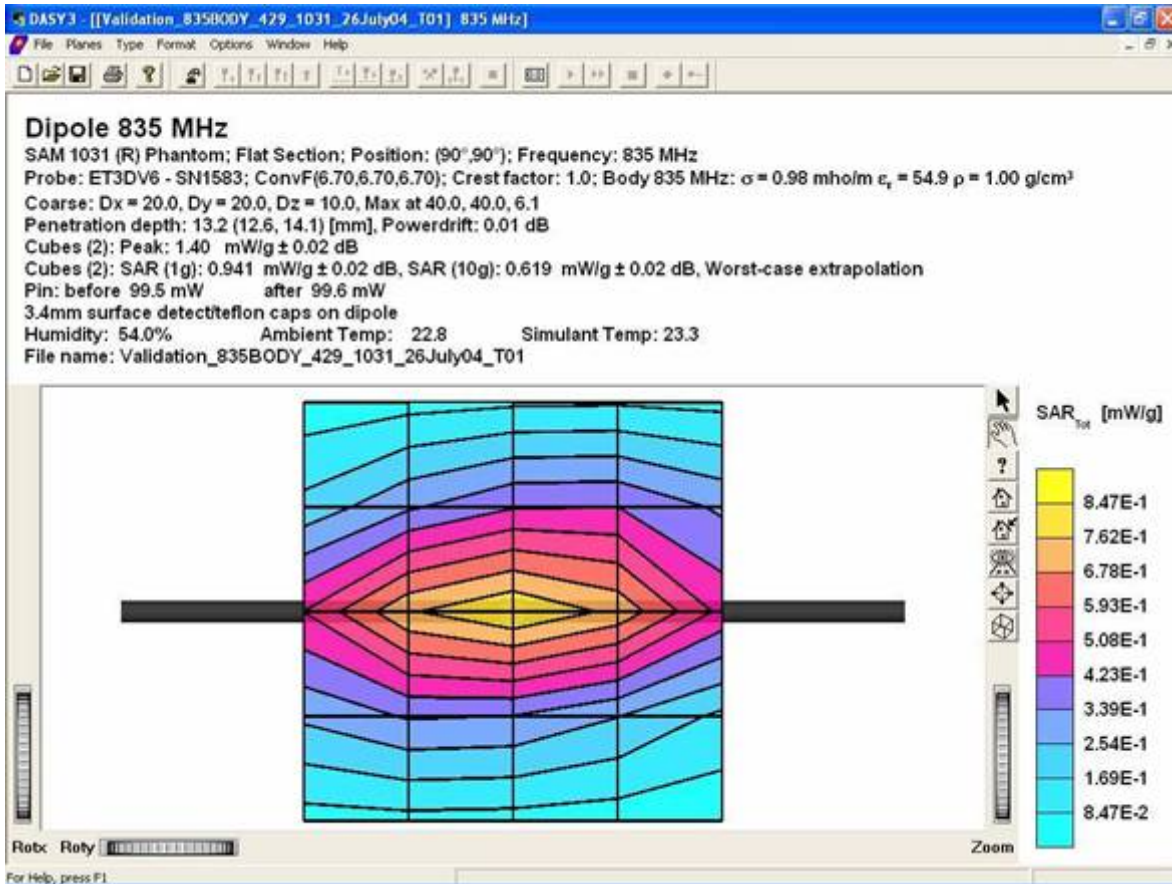 DASY3 - [[Validation_835BODY_429_1031_26July04_T01] 835 MHz]
File Planes Type Format Options Window Help
Dipole 835 MHz
SAM 1031 (R) Phantom; Flat Section; Position: (90°,90°); Frequency: 835 MHz
Probe: ET3DV6 - SN1583; ConvF(6.70,6.70,6.70); Crest factor: 1.0; Body 835 MHz: σ = 0.98 mho/m εr = 54.9 ρ = 1.00 g/cm³
Coarse: Dx = 20.0, Dy = 20.0, Dz = 10.0, Max at 40.0, 40.0, 6.1
Penetration depth: 13.2 (12.6, 14.1) [mm], Powerdrift: 0.01 dB
Cubes (2): Peak: 1.40 mW/g ± 0.02 dB
Cubes (2): SAR (1g): 0.941 mW/g ± 0.02 dB, SAR (10g): 0.619 mW/g ± 0.02 dB, Worst-case extrapolation
Pin: before 99.5 mW after 99.6 mW
3.4mm surface detect/teflon caps on dipole
Humidity: 54.0% Ambient Temp: 22.8 Simulant Temp: 23.3
File name: Validation_835BODY_429_1031_26July04_T01
SARTot [mW/g]
8.47E-1
7.62E-1
6.78E-1
5.93E-1
5.08E-1
4.23E-1
3.39E-1
2.54E-1
1.69E-1
8.47E-2
Rotx Roty Zoom
For Help, press F1